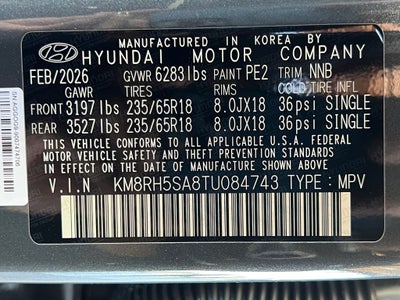 MANUFACTURED IN KOREA BY
HYUNDAI MOTOR COMPANY
FEB/2026 GVWR 6283lbs PAINT PE2 TRIM NNB
GAWR TIRES RIMS COLD TIRE INFL
FRONT 3197lbs 235/65R18 8.0JX18 36psi SINGLE
REAR 3527lbs 235/65R18 8.0JX18 36psi SINGLE
THIS VEHICLE CONFORMS TO ALL APPLICABLE
U.S.A. FEDERAL MOTOR VEHICLE SAFETY STANDARDS
IN EFFECT ON THE DATE OF MANUFACTURE SHOWN ABOVE
V.I.N KM8RH5SA8TU084743 TYPE : MPV